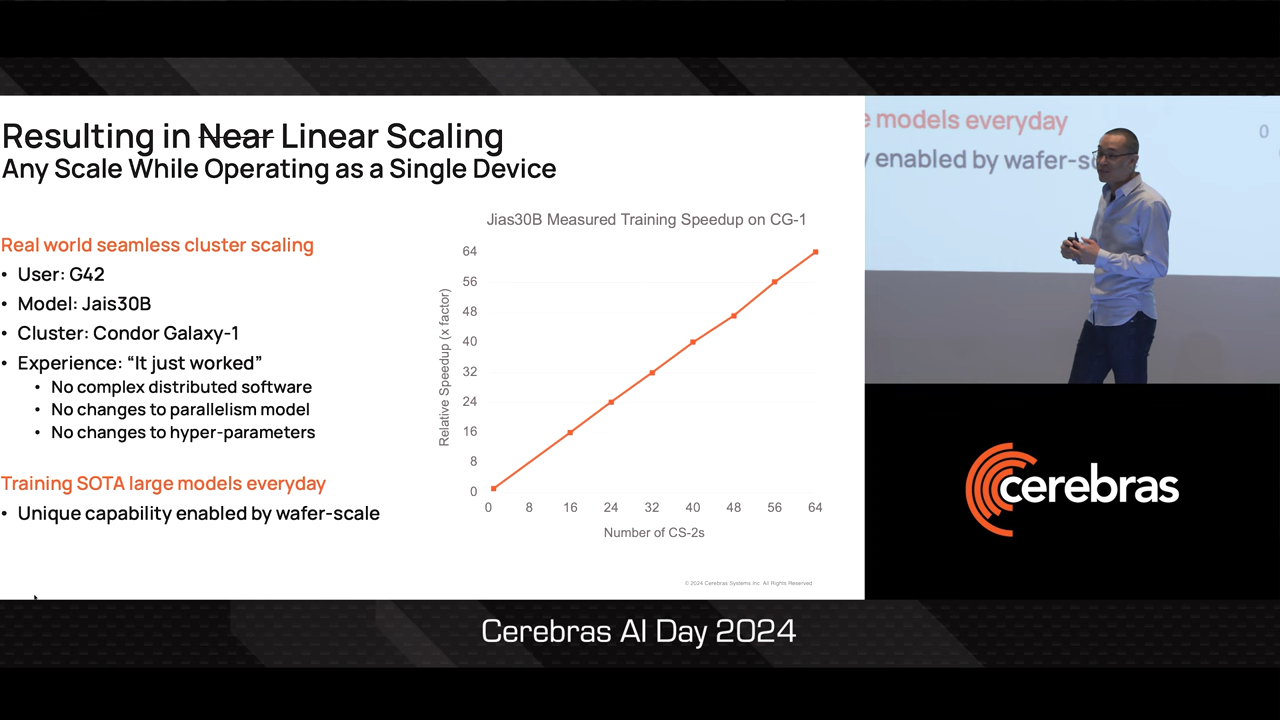 Resulting in Near Linear Scaling
Any Scale While Operating as a Single Device
Real world seamless cluster scaling
• User: G42
• Model: Jais30B
• Cluster: Condor Galaxy-1
• Experience: “It just worked”
• No complex distributed software
• No changes to parallelism model
• No changes to hyper-parameters
Training SOTA large models everyday
• Unique capability enabled by wafer-scale
Jias30B Measured Training Speedup on CG-1
Relative Speedup (x factor)
64
56
48
40
32
24
16
8
0
0 8 16 24 32 40 48 56 64
Number of CS-2s
© 2024 Cerebras Systems Inc. All Rights Reserved
models everyday
enabled by wafer-s
0
cerebras
Cerebras AI Day 2024